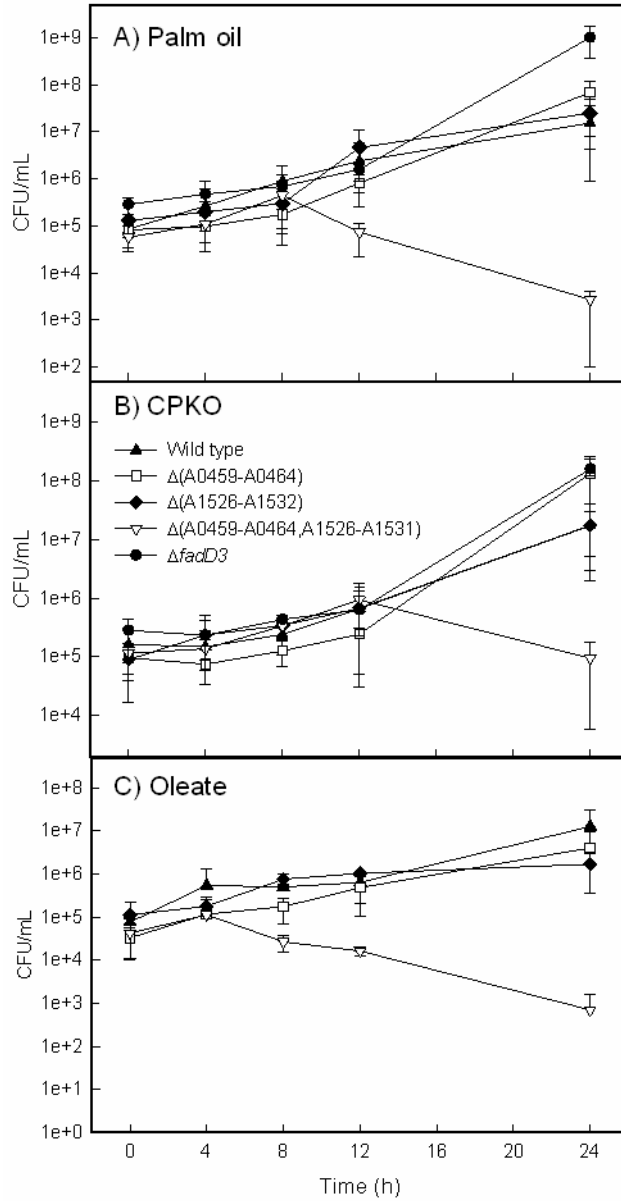 A) Palm oil
1e+9
1e+8
1e+7
1e+6
1e+5
1e+4
1e+3
1e+2
CFU/mL
B) CPKO
1e+9
1e+8
1e+7
1e+6
1e+5
1e+4
CFU/mL
Wild type
Δ(A0459-A0464)
Δ(A1526-A1532)
Δ(A0459-A0464,A1526-A1531)
ΔfadD3
C) Oleate
1e+8
1e+7
1e+6
1e+5
1e+4
1e+3
1e+2
1e+1
1e+0
CFU/mL
0 4 8 12 16 20 24
Time (h)